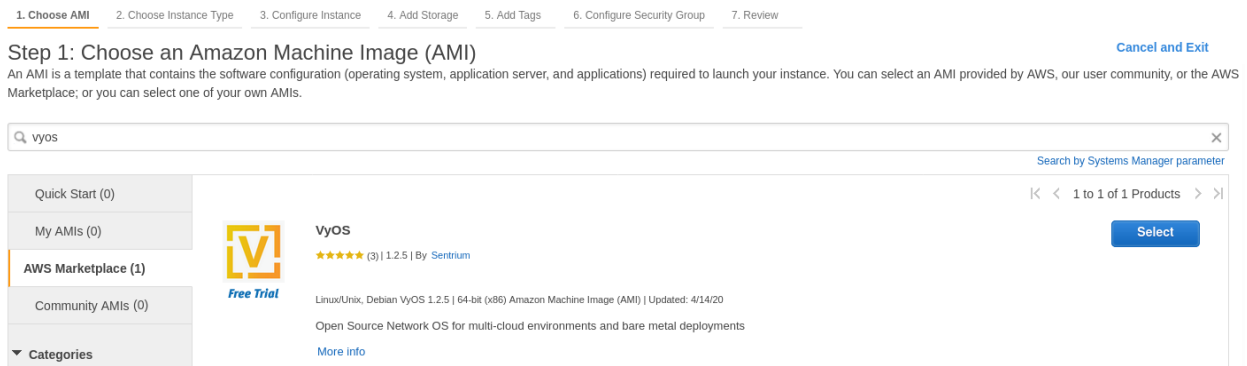 1. Choose AMI 2. Choose Instance Type 3. Configure Instance 4. Add Storage 5. Add Tags 6. Configure Security Group 7. Review
Step 1: Choose an Amazon Machine Image (AMI)
Cancel and Exit
An AMI is a template that contains the software configuration (operating system, application server, and applications) required to launch your instance. You can select an AMI provided by AWS, our user community, or the AWS
Marketplace; or you can select one of your own AMIs.
vyos
Search by Systems Manager parameter
Quick Start (0)
My AMIs (0)
AWS Marketplace (1)
Community AMIs (0)
Categories
1 to 1 of 1 Products
V
Free Trial
VyOS
(3) | 1.2.5 | By Sentrium
Select
Linux/Unix, Debian VyOS 1.2.5 | 64-bit (x86) Amazon Machine Image (AMI) | Updated: 4/14/20
Open Source Network OS for multi-cloud environments and bare metal deployments
More info